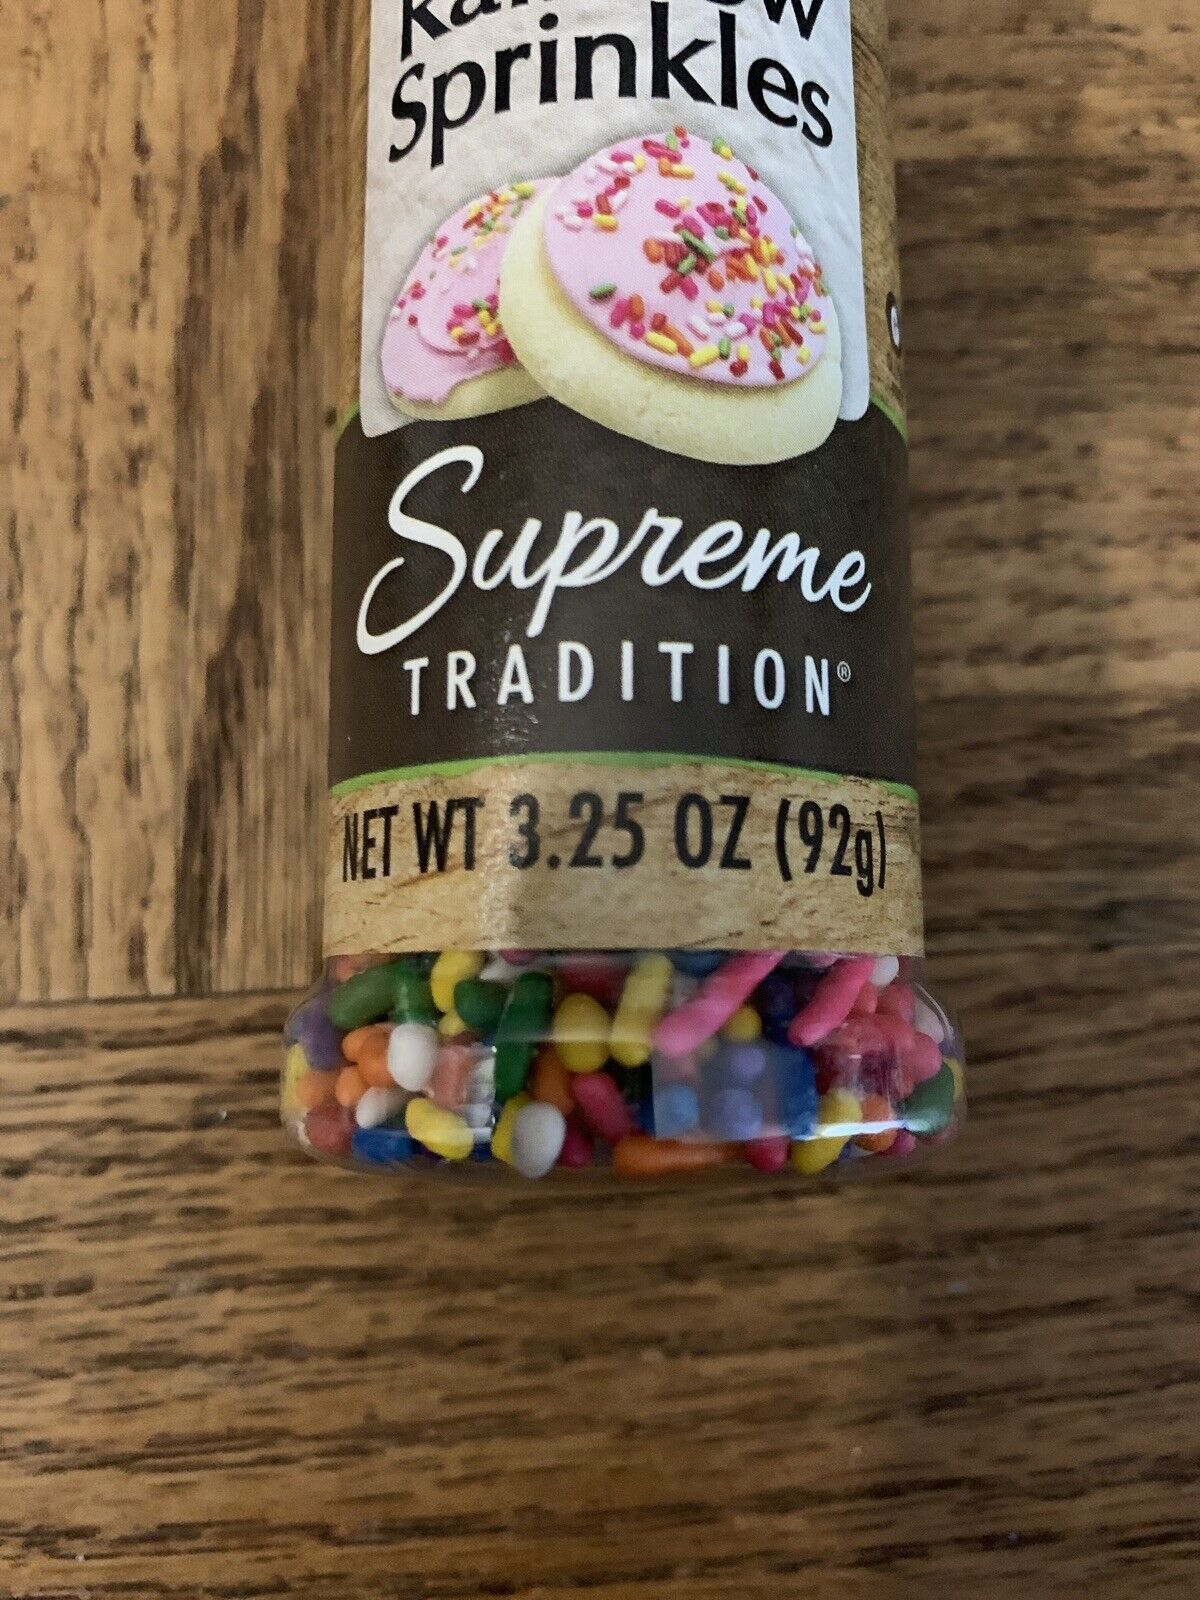 Sprinkles
Supreme
TRADITION®
NET WT 3.25 OZ (92g)